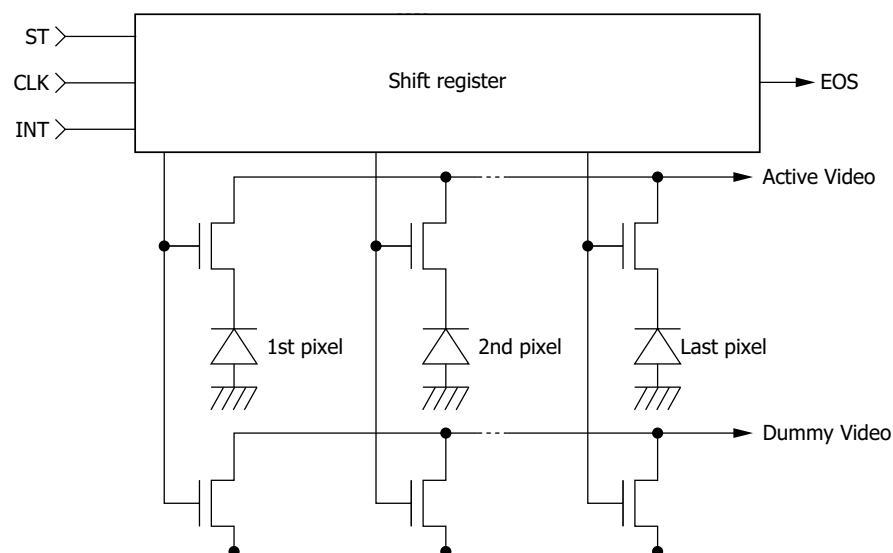 ST
CLK
INT
Shift register
EOS
Active Video
1st pixel
2nd pixel
Last pixel
Dummy Video